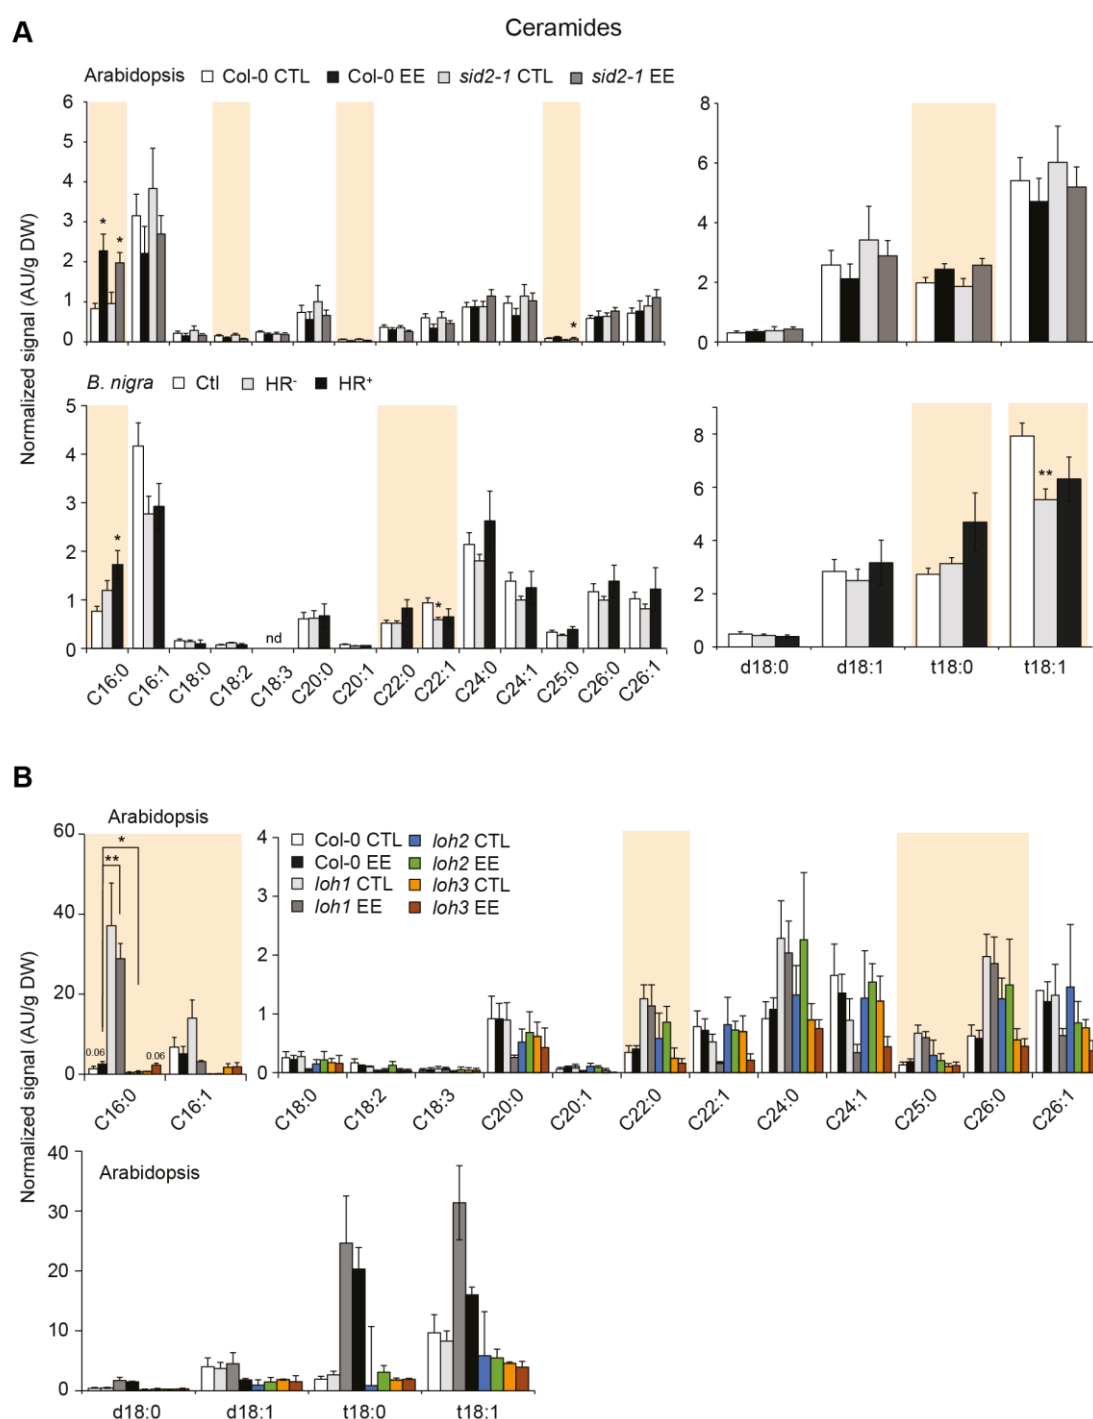 Ceramides
A
Arabidopsis Col-0 CTL Col-0 EE sid2-1 CTL sid2-1 EE
Normalized signal (AU/g DW)
6
5
4
3
2
1
0
* * *
8
6
4
2
0
B. nigra Ctl HR- HR+
5
4
3
2
1
0
* * nd
C16:0 C16:1 C18:0 C18:2 C18:3 C20:0 C20:1 C22:0 C22:1 C24:0 C24:1 C25:0 C26:0 C26:1
8
6
4
2
0
**
d18:0 d18:1 t18:0 t18:1
B
Arabidopsis
Normalized signal (AU/g DW)
60
40
20
0
*
**
0.06 0.06
C16:0 C16:1
Col-0 CTL loh2 CTL
Col-0 EE loh2 EE
loh1 CTL loh3 CTL
loh1 EE loh3 EE
4
3
2
1
0
C18:0 C18:2 C18:3 C20:0 C20:1 C22:0 C22:1 C24:0 C24:1 C25:0 C26:0 C26:1
Arabidopsis
40
30
20
10
0
d18:0 d18:1 t18:0 t18:1